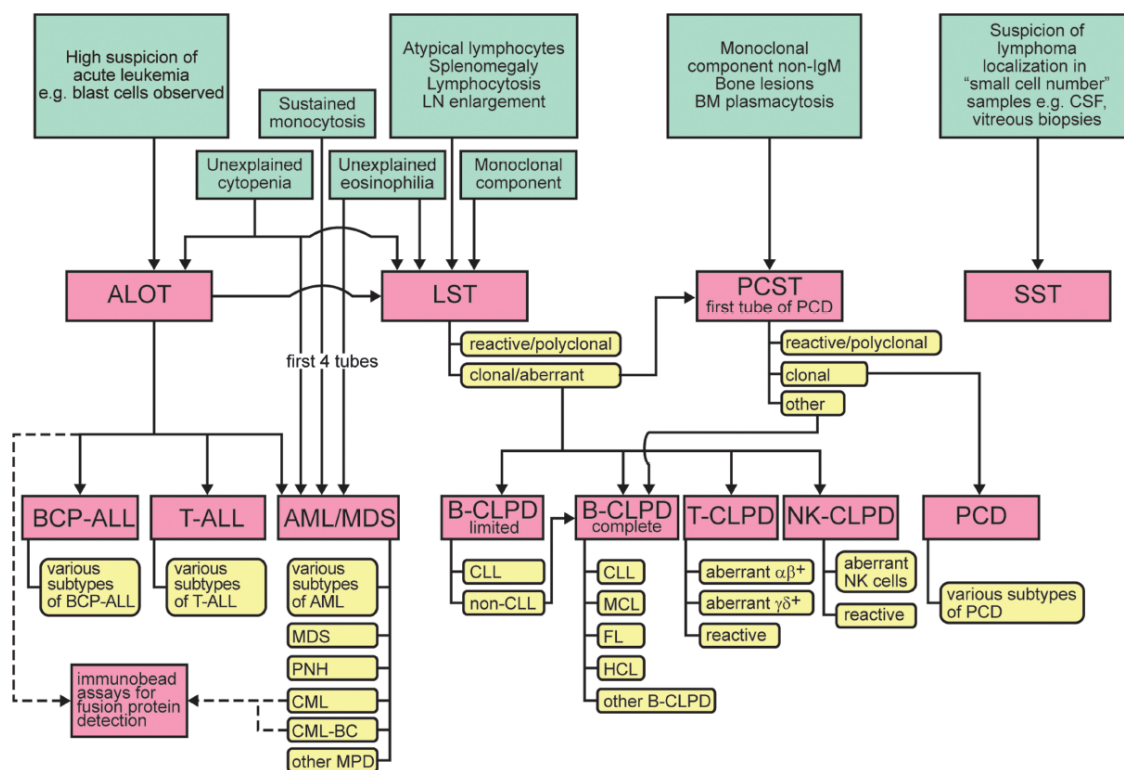 High suspicion of
acute leukemia
e.g. blast cells observed
Sustained
monocytosis
Atypical lymphocytes
Splenomegaly
Lymphocytosis
LN enlargement
Monoclonal
component non-IgM
Bone lesions
BM plasmacytosis
Suspicion of
lymphoma
localization in
“small cell number”
samples e.g. CSF,
vitreous biopsies
Unexplained
cytopenia
Unexplained
eosinophilia
Monoclonal
component
ALOT
LST
PCST
first tube of PCD
SST
first 4 tubes
reactive/polyclonal
clonal/aberrant
reactive/polyclonal
clonal
other
BCP-ALL
T-ALL
AML/MDS
B-CLPD
limited
B-CLPD
complete
T-CLPD
NK-CLPD
PCD
various
subtypes
of BCP-ALL
various
subtypes
of T-ALL
various
subtypes
of AML
MDS
PNH
CML
CML-BC
other MPD
immunobead
assays for
fusion protein
detection
CLL
non-CLL
CLL
MCL
FL
HCL
other B-CLPD
aberrant αβ+
aberrant γδ+
reactive
aberrant
NK cells
reactive
various subtypes
of PCD